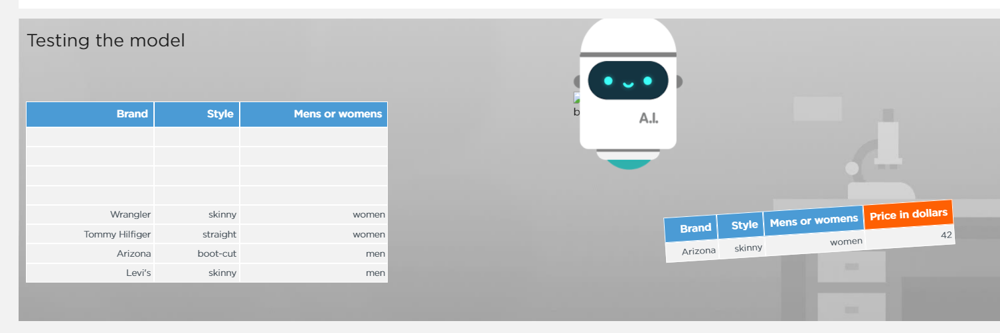 Testing the model
Brand Style Mens or womens
Wrangler skinny women
Tommy Hilfiger straight women
Arizona boot-cut men
Levi's skinny men
b
A.I.
Brand Style Mens or womens Price in dollars
Arizona skinny women 42